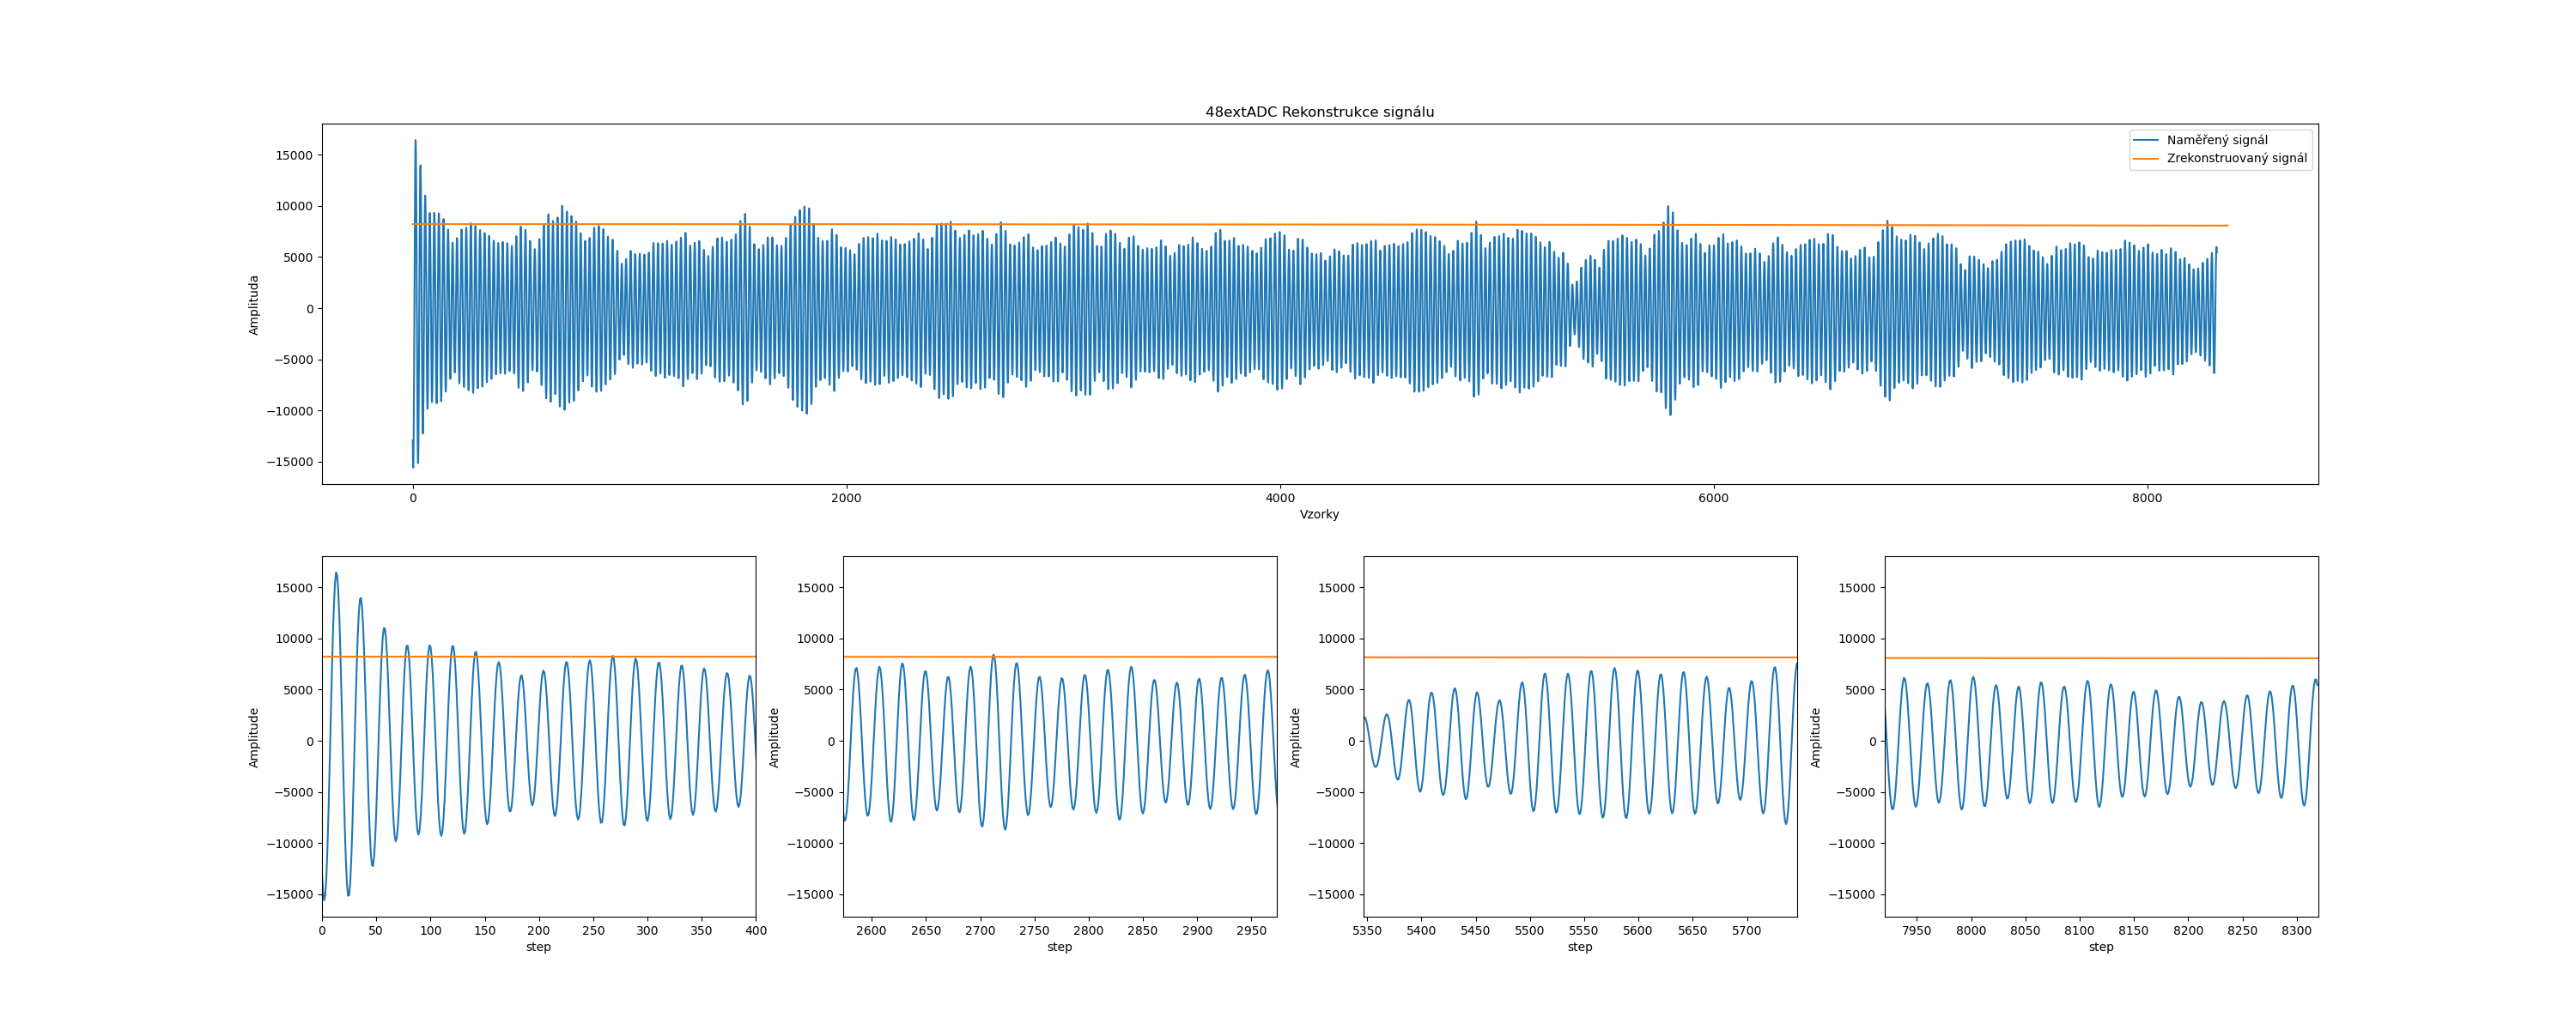 48extADC Rekonstrukce signálu
Naměřený signál
Zrekonstruovaný signál
Amplituda
15000
10000
5000
0
−5000
−10000
−15000
0 2000 4000 6000 8000
Vzorky
Amplitude
15000
10000
5000
0
−5000
−10000
−15000
0 50 100 150 200 250 300 350 400
step
Amplitude
15000
10000
5000
0
−5000
−10000
−15000
2600 2650 2700 2750 2800 2850 2900 2950
step
Amplitude
15000
10000
5000
0
−5000
−10000
−15000
5350 5400 5450 5500 5550 5600 5650 5700
step
Amplitude
15000
10000
5000
0
−5000
−10000
−15000
7950 8000 8050 8100 8150 8200 8250 8300
step